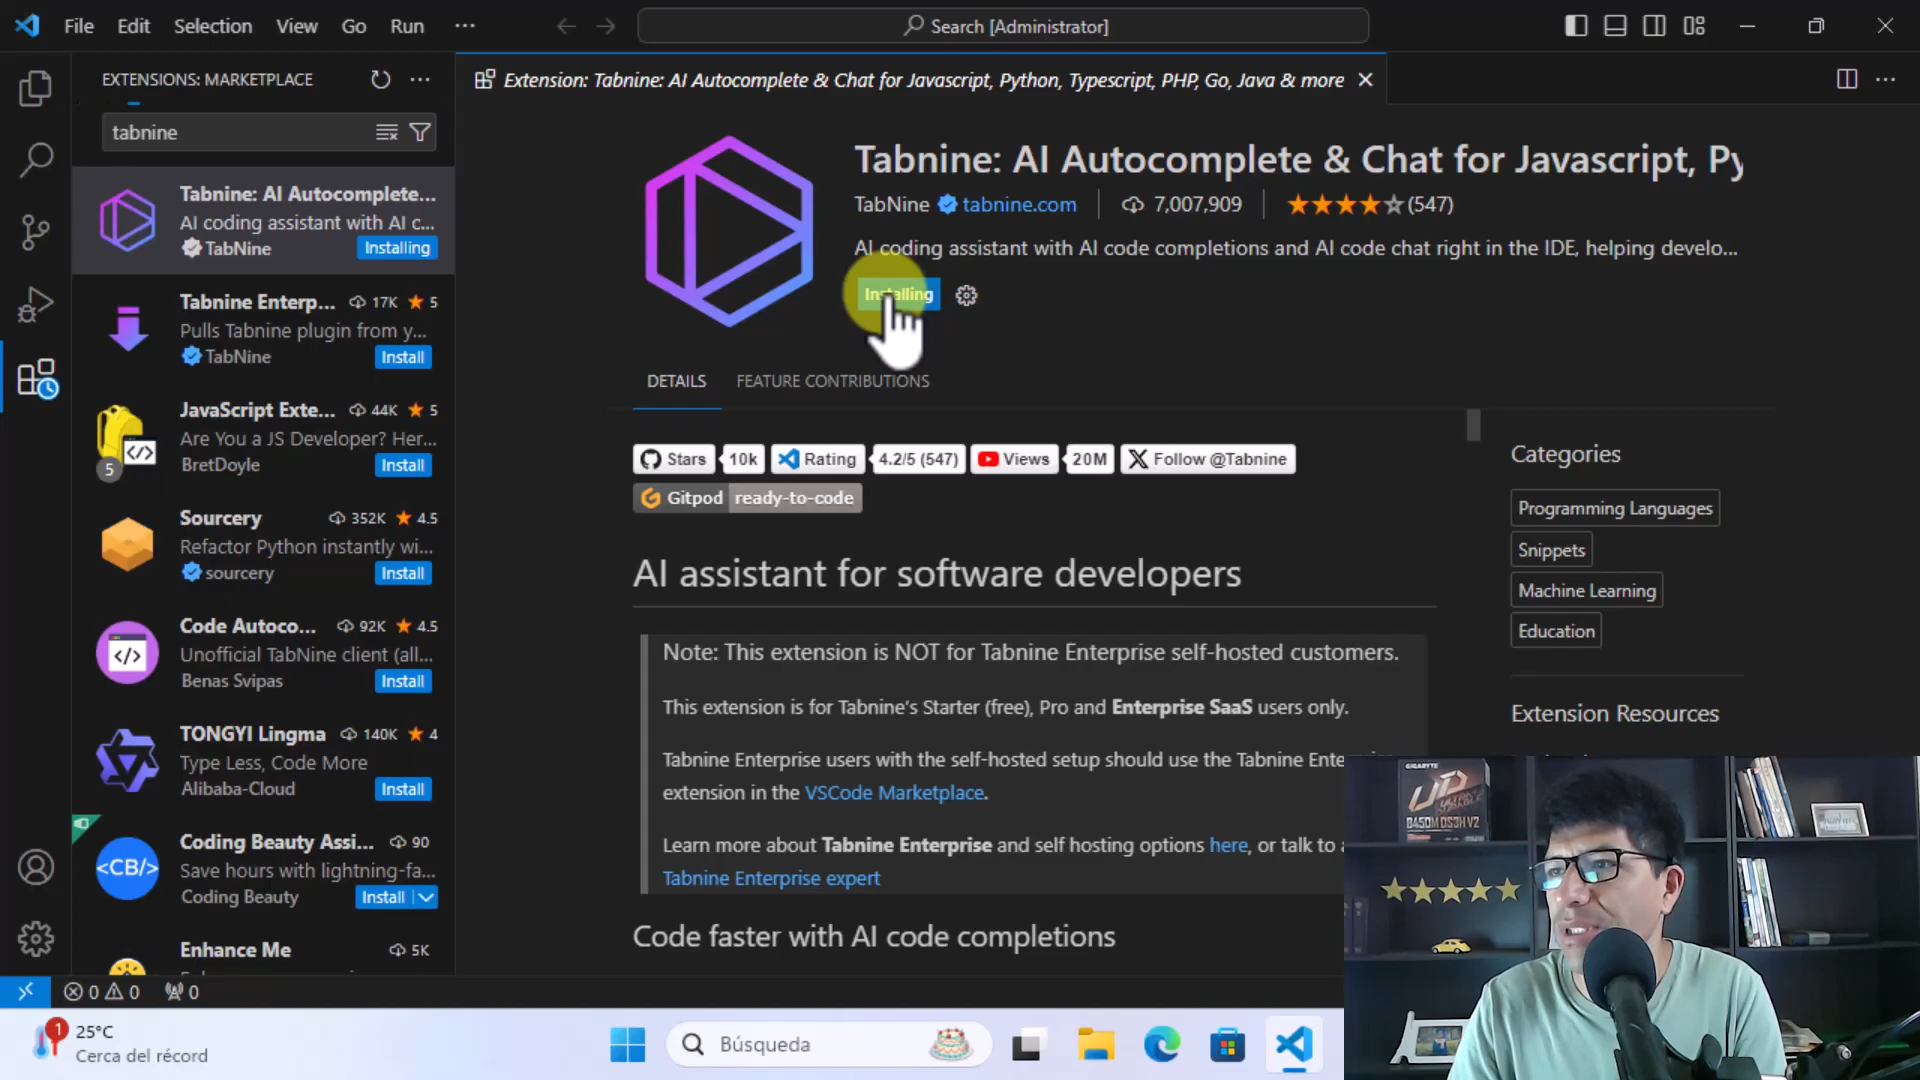 File Edit Selection View Go Run ···
Search [Administrator]
EXTENSIONS: MARKETPLACE
tabnine
Tabnine: AI Autocomplete...
AI coding assistant with AI c...
TabNine Installing
Tabnine Enterp... 17K ★ 5
Pulls Tabnine plugin from y...
TabNine Install
JavaScript Exte... 44K ★ 5
Are You a JS Developer? Her...
BretDoyle Install
5
Sourcery 352K ★ 4.5
Refactor Python instantly wi...
sourcery Install
Code Autoco... 92K ★ 4.5
Unofficial TabNine client (all...
Benas Svipas Install
TONGYI Lingma 140K ★ 4
Type Less, Code More
Alibaba-Cloud Install
Coding Beauty Assi... 90
<CB/>
Save hours with lightning-fa...
Coding Beauty Install
Enhance Me 5K
Extension: Tabnine: AI Autocomplete & Chat for Javascript, Python, Typescript, PHP, Go, Java & more
Tabnine: AI Autocomplete & Chat for Javascript, Py
TabNine tabnine.com 7,007,909 ★★★★☆(547)
AI coding assistant with AI code completions and AI code chat right in the IDE, helping develo...
Installing
DETAILS FEATURE CONTRIBUTIONS
Stars 10k Rating 4.2/5 (547) Views 20M Follow @Tabnine
Gitpod ready-to-code
AI assistant for software developers
Note: This extension is NOT for Tabnine Enterprise self-hosted customers.
This extension is for Tabnine's Starter (free), Pro and Enterprise SaaS users only.
Tabnine Enterprise users with the self-hosted setup should use the Tabnine Ente
extension in the VSCode Marketplace.
Learn more about Tabnine Enterprise and self hosting options here, or talk to a
Tabnine Enterprise expert
Code faster with AI code completions
Categories
Programming Languages
Snippets
Machine Learning
Education
Extension Resources
GIGABYTE
UD
B450M DS3H V2
0 0 0
1
25°C
Cerca del récord
Búsqueda